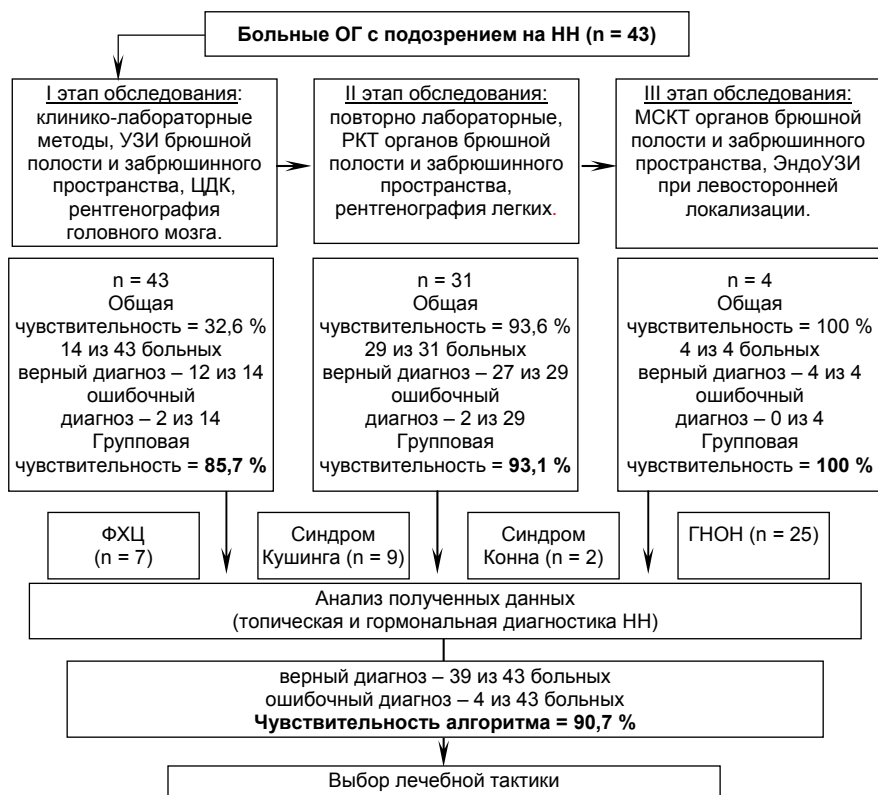 Больные ОГ с подозрением на НН (n = 43)
I этап обследования:
клинико-лабораторные
методы, УЗИ брюшной
полости и забрюшинного
пространства, ЦДК,
рентгенография
головного мозга.
II этап обследования:
повторно лабораторные,
РКТ органов брюшной
полости и забрюшинного
пространства,
рентгенография легких.
III этап обследования:
МСКТ органов брюшной
полости и забрюшинного
пространства, ЭндоУЗИ
при левосторонней
локализации.
n = 43
Общая
чувствительность = 32,6 %
14 из 43 больных
верный диагноз – 12 из 14
ошибочный
диагноз – 2 из 14
Групповая
чувствительность = 85,7 %
n = 31
Общая
чувствительность = 93,6 %
29 из 31 больных
верный диагноз – 27 из 29
ошибочный
диагноз – 2 из 29
Групповая
чувствительность = 93,1 %
n = 4
Общая
чувствительность = 100 %
4 из 4 больных
верный диагноз – 4 из 4
ошибочный
диагноз – 0 из 4
Групповая
чувствительность = 100 %
ФХЦ
(n = 7)
Синдром
Кушинга (n = 9)
Синдром
Конна (n = 2)
ГНОН (n = 25)
Анализ полученных данных
(топическая и гормональная диагностика НН)
верный диагноз – 39 из 43 больных
ошибочный диагноз – 4 из 43 больных
Чувствительность алгоритма = 90,7 %
Выбор лечебной тактики